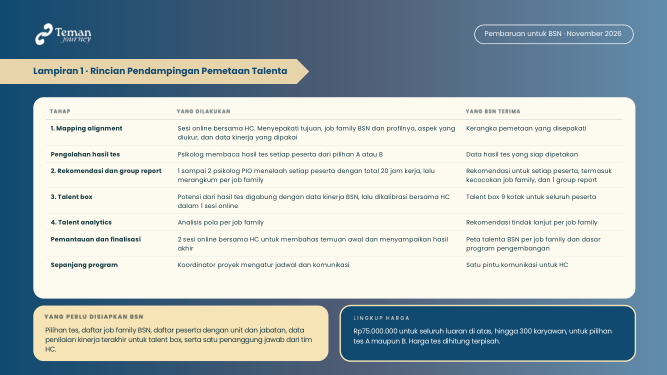 Teman
Journey
Pembaruan untuk BSN · November 2026
Lampiran 1 · Rincian Pendampingan Pemetaan Talenta
TAHAP YANG DILAKUKAN YANG BSN TERIMA
1. Mapping alignment Sesi online bersama HC. Menyepakati tujuan, job family BSN dan profilnya, aspek yang Kerangka pemetaan yang disepakati
diukur, dan data kinerja yang dipakai
Pengolahan hasil tes Psikolog membaca hasil tes setiap peserta dari pilihan A atau B Data hasil tes yang siap dipetakan
2. Rekomendasi dan group report 1 sampai 2 psikolog PIO menelaah setiap peserta dengan total 20 jam kerja, lalu Rekomendasi untuk setiap peserta, termasuk
merangkum per job family kecocokan job family, dan 1 group report
3. Talent box Potensi dari hasil tes digabung dengan data kinerja BSN, lalu dikalibrasi bersama HC Talent box 9 kotak untuk seluruh peserta
dalam 1 sesi online
4. Talent analytics Analisis pola per job family Rekomendasi tindak lanjut per job family
Pemantauan dan finalisasi 2 sesi online bersama HC untuk membahas temuan awal dan menyampaikan hasil Peta talenta BSN per job family dan dasar
akhir program pengembangan
Sepanjang program Koordinator proyek mengatur jadwal dan komunikasi Satu pintu komunikasi untuk HC
YANG PERLU DISIAPKAN BSN
Pilihan tes, daftar job family BSN, daftar peserta dengan unit dan jabatan, data
penilaian kinerja terakhir untuk talent box, serta satu penanggung jawab dari tim
HC.
LINGKUP HARGA
Rp75.000.000 untuk seluruh luaran di atas, hingga 300 karyawan, untuk pilihan
tes A maupun B. Harga tes dihitung terpisah.